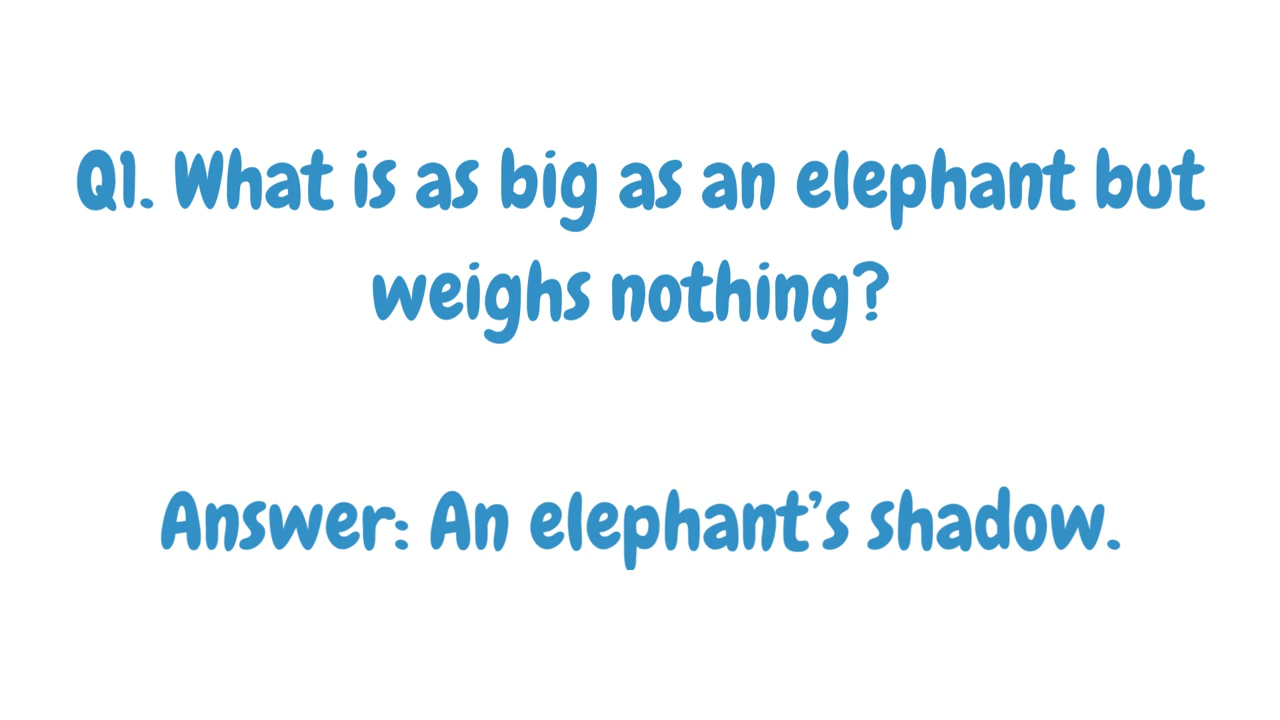 Q1. What is as big as an elephant but
weighs nothing?
Answer: An elephant’s shadow.